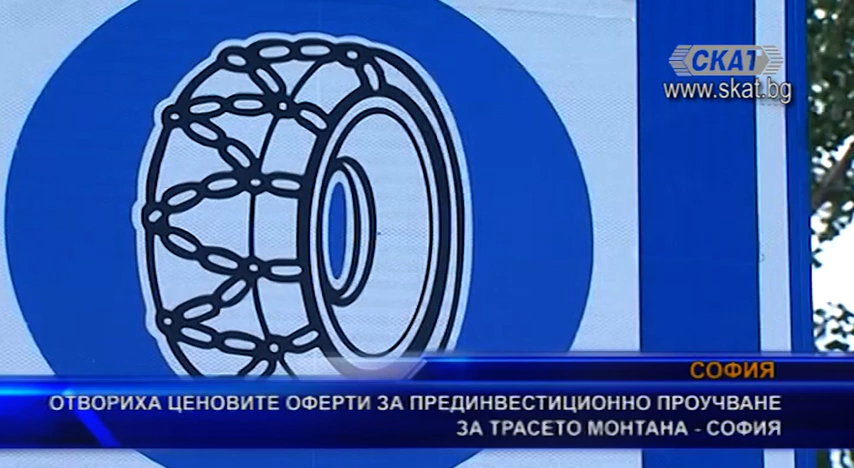 СКАТ
www.skat.bg
СОФИЯ
ОТВОРИХА ЦЕНОВИТЕ ОФЕРТИ ЗА ПРЕДИНВЕСТИЦИОННО ПРОУЧВАНЕ
ЗА ТРАСЕТО МОНТАНА - СОФИЯ